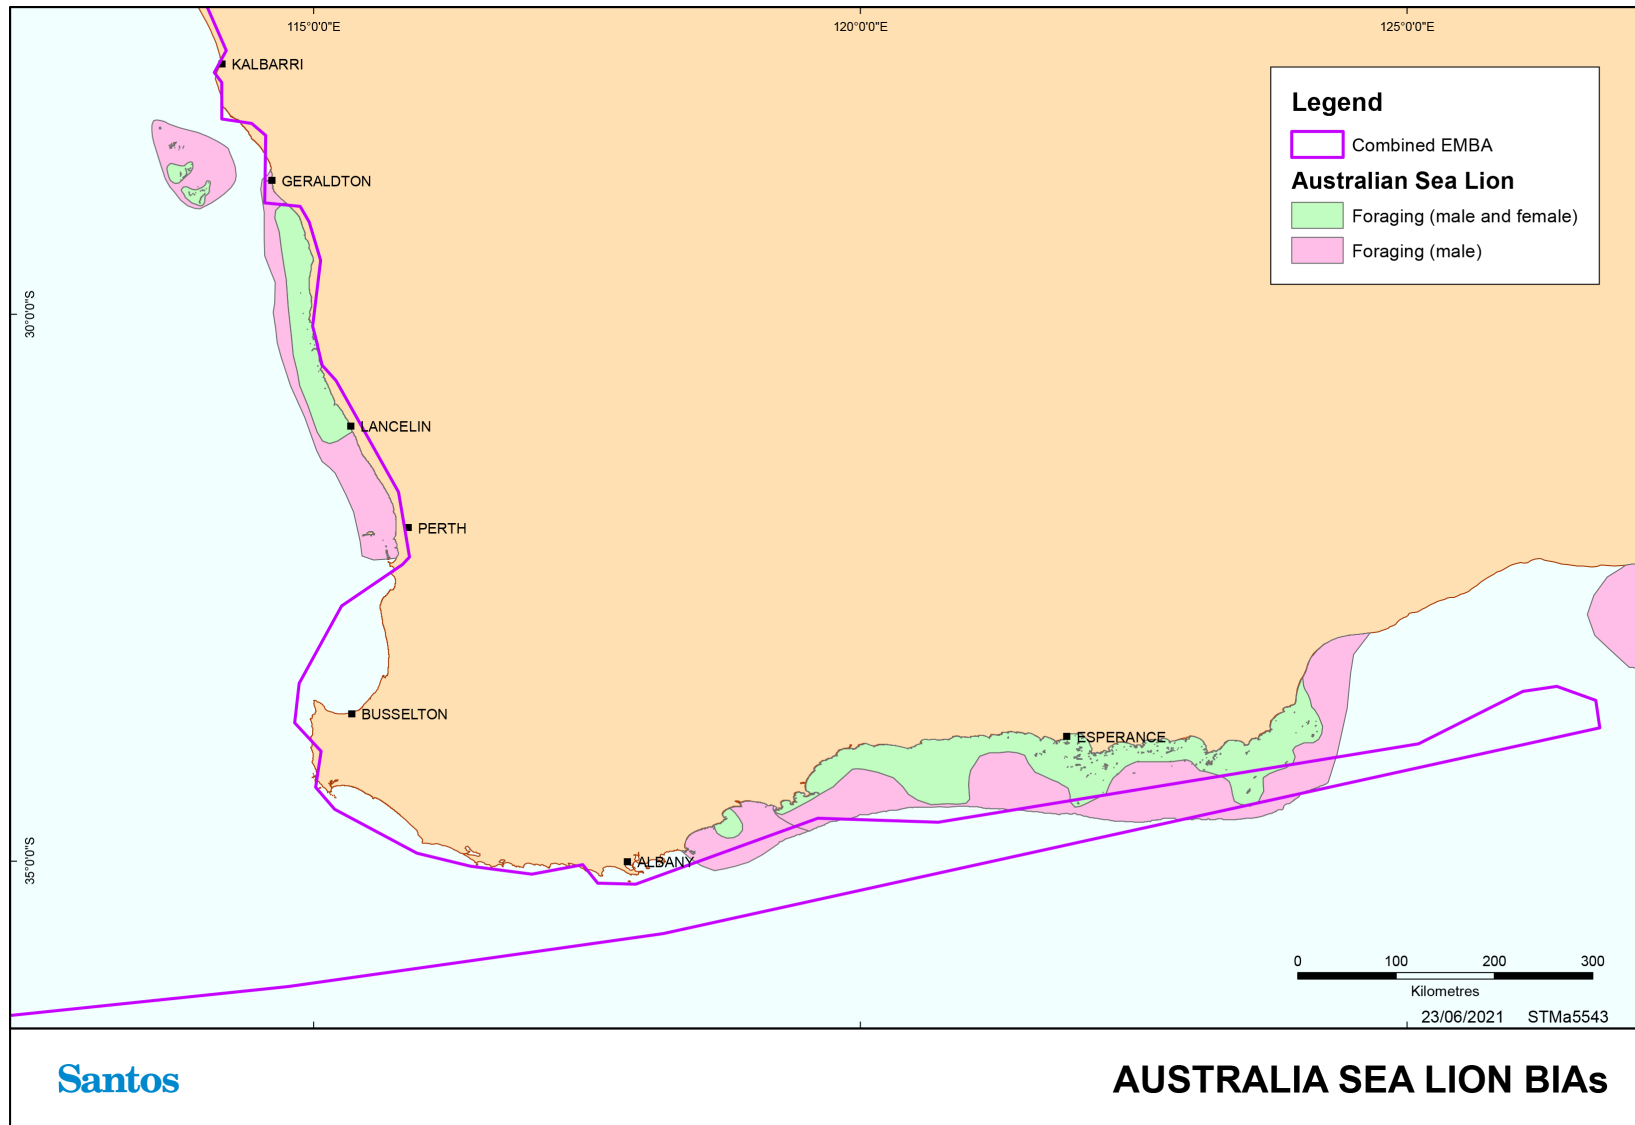 115°0'0"E
120°0'0"E
125°0'0"E
KALBARRI
GERALDTON
30°0'0"S
LANCELIN
PERTH
BUSSELTON
ESPERANCE
ALBANY
35°0'0"S
Legend
Combined EMBA
Australian Sea Lion
Foraging (male and female)
Foraging (male)
0 100 200 300
Kilometres
23/06/2021 STMa5543
Santos
AUSTRALIA SEA LION BIAs